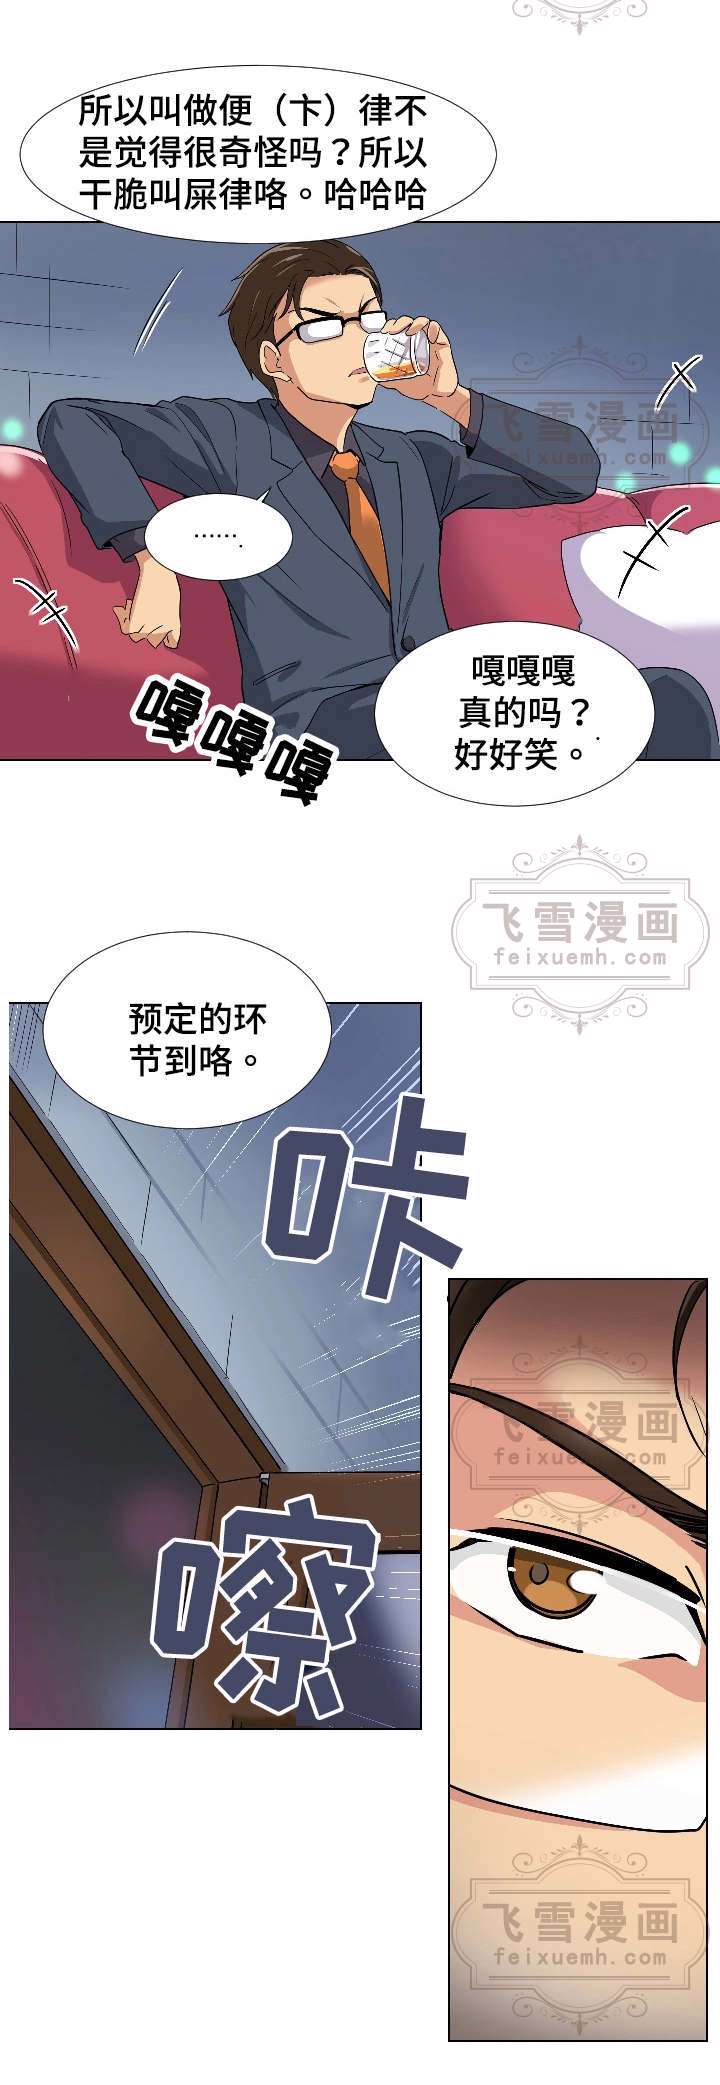 所以叫做便（卞）律不
是觉得很奇怪吗？所以
干脆叫屎律咯。哈哈哈
飞雪漫画
feixuemh.com
……
嘎嘎嘎
真的吗？
好好笑。
嘎嘎嘎
飞雪漫画
feixuemh.com
预定的环
节到咯。
咔
飞雪漫画
feixuemh.com
嚓
飞雪漫画
feixuemh.com